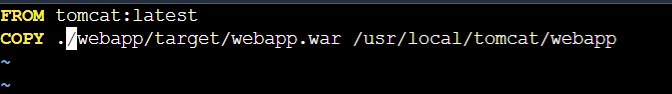 FROM tomcat:latest
COPY ./webapp/target/webapp.war /usr/local/tomcat/webapp
~
~